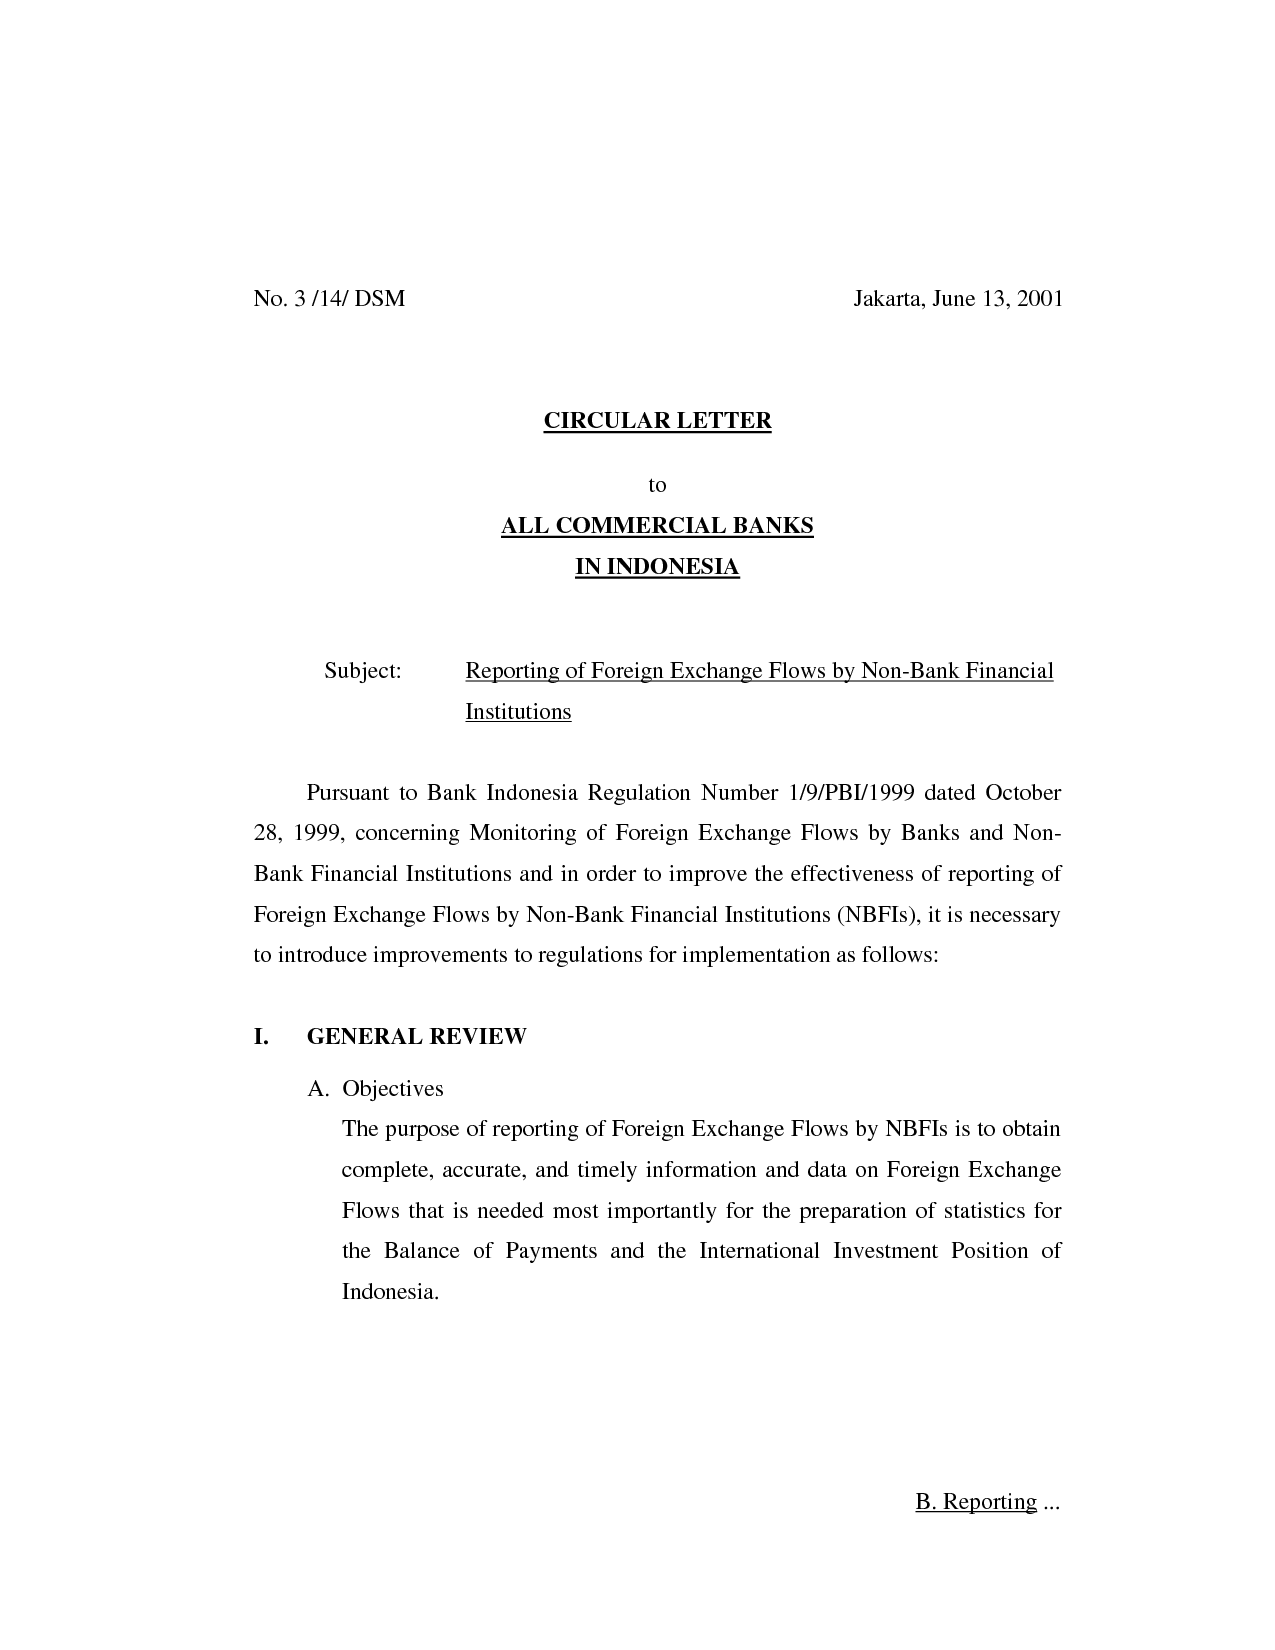 No. 3 /14/ DSM Jakarta, June 13, 2001
CIRCULAR LETTER
to
ALL COMMERCIAL BANKS
IN INDONESIA
Subject: Reporting of Foreign Exchange Flows by Non-Bank Financial
Institutions
Pursuant to Bank Indonesia Regulation Number 1/9/PBI/1999 dated October
28, 1999, concerning Monitoring of Foreign Exchange Flows by Banks and Non-
Bank Financial Institutions and in order to improve the effectiveness of reporting of
Foreign Exchange Flows by Non-Bank Financial Institutions (NBFIs), it is necessary
to introduce improvements to regulations for implementation as follows:
I. GENERAL REVIEW
A. Objectives
The purpose of reporting of Foreign Exchange Flows by NBFIs is to obtain
complete, accurate, and timely information and data on Foreign Exchange
Flows that is needed most importantly for the preparation of statistics for
the Balance of Payments and the International Investment Position of
Indonesia.
B. Reporting ...